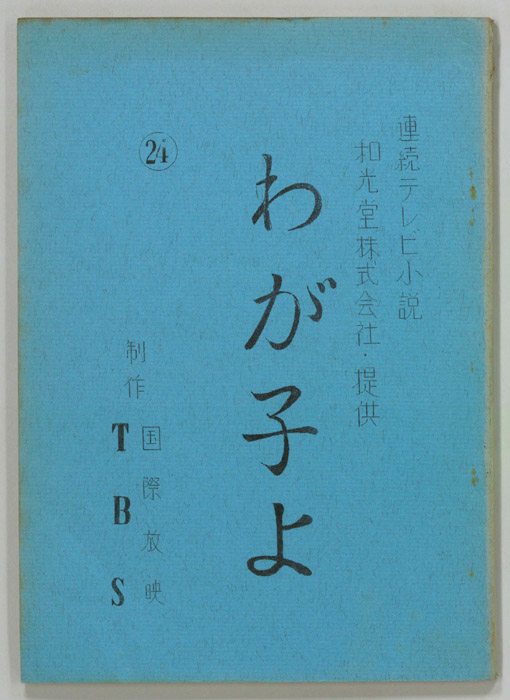 連続テレビ小説
和光堂株式会社・提供
わが子よ
㉔
制作
国際放映
TBS